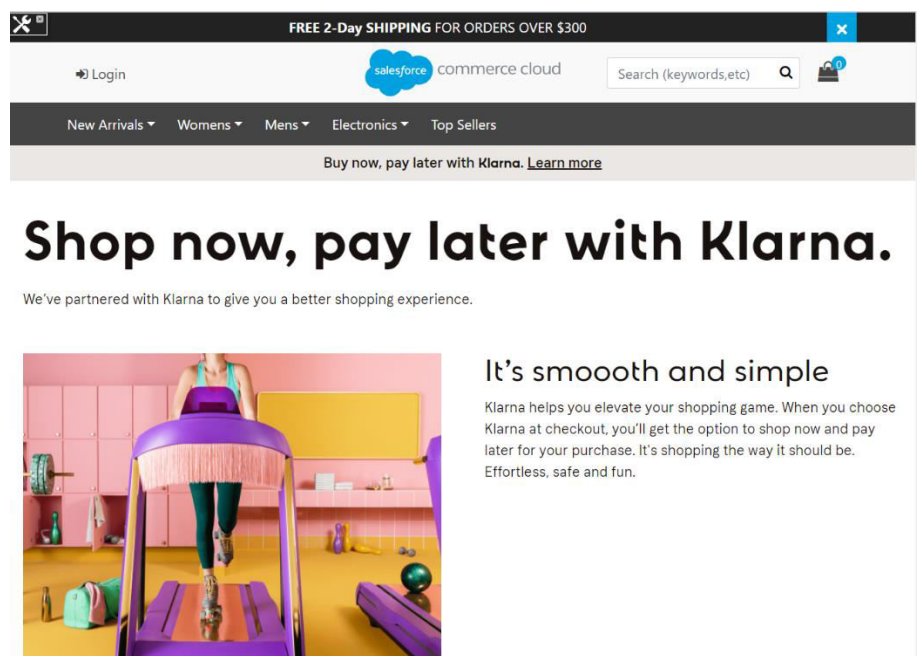 FREE 2-Day SHIPPING FOR ORDERS OVER $300
Login
salesforce commerce cloud
Search (keywords,etc)
0
New Arrivals Womens Mens Electronics Top Sellers
Buy now, pay later with Klarna. Learn more
Shop now, pay later with Klarna.
We've partnered with Klarna to give you a better shopping experience.
It's smoooth and simple
Klarna helps you elevate your shopping game. When you choose
Klarna at checkout, you'll get the option to shop now and pay
later for your purchase. It's shopping the way it should be.
Effortless, safe and fun.